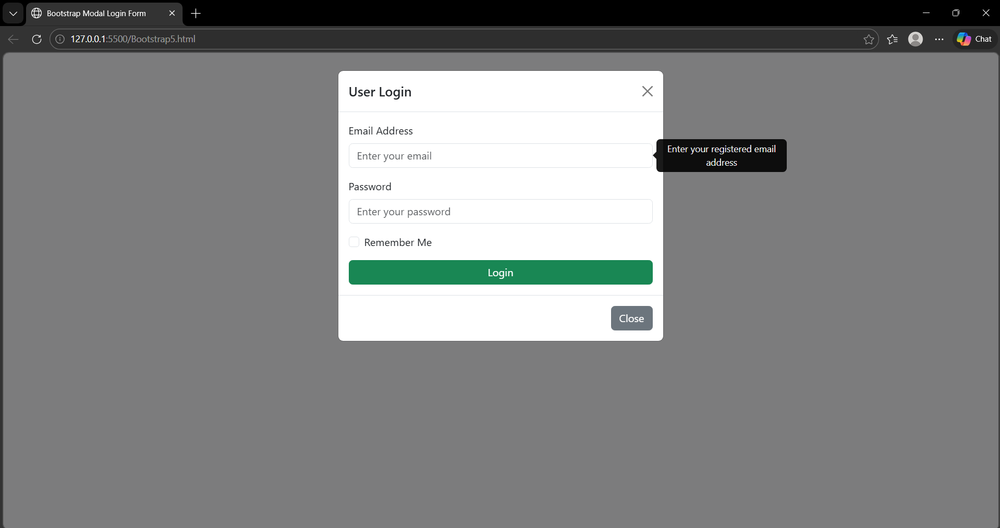 Bootstrap Modal Login Form
127.0.0.1:5500/Bootstrap5.html
Chat
User Login
Email Address
Enter your email
Enter your registered email
address
Password
Enter your password
Remember Me
Login
Close